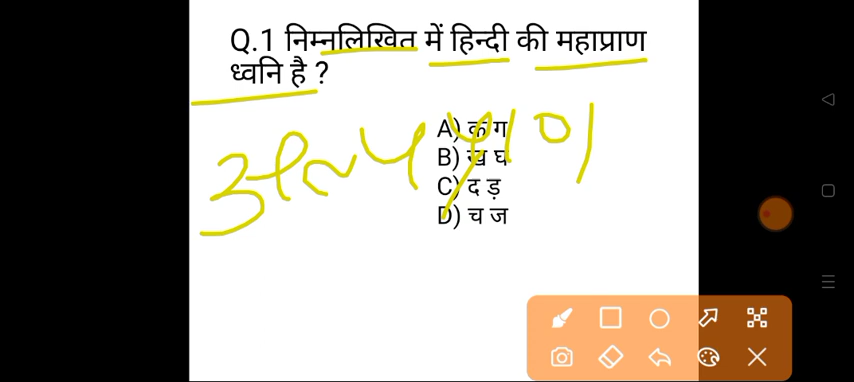 Q.1 निम्नलिखित में हिन्दी की महाप्राण
ध्वनि है ?
A) क ग
B) ख घ
C) द ड़
D) च ज
अल्पप्राण